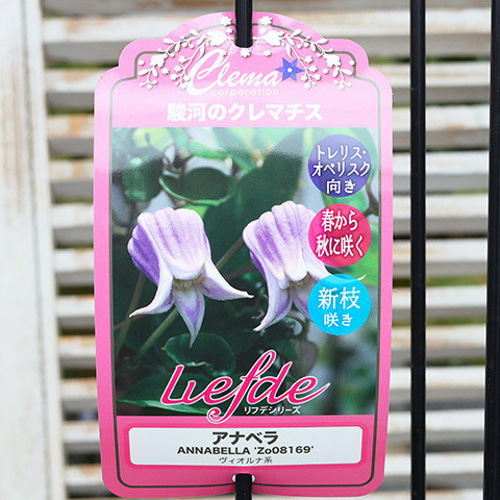 Clema
corporation
駿河のクレマチス
トレリス・
オベリスク
向き
春から
秋に咲く
新枝
咲き
Liefde
リフデシリーズ
アナベラ
ANNABELLA 'Zo08169'
ヴィオルナ系